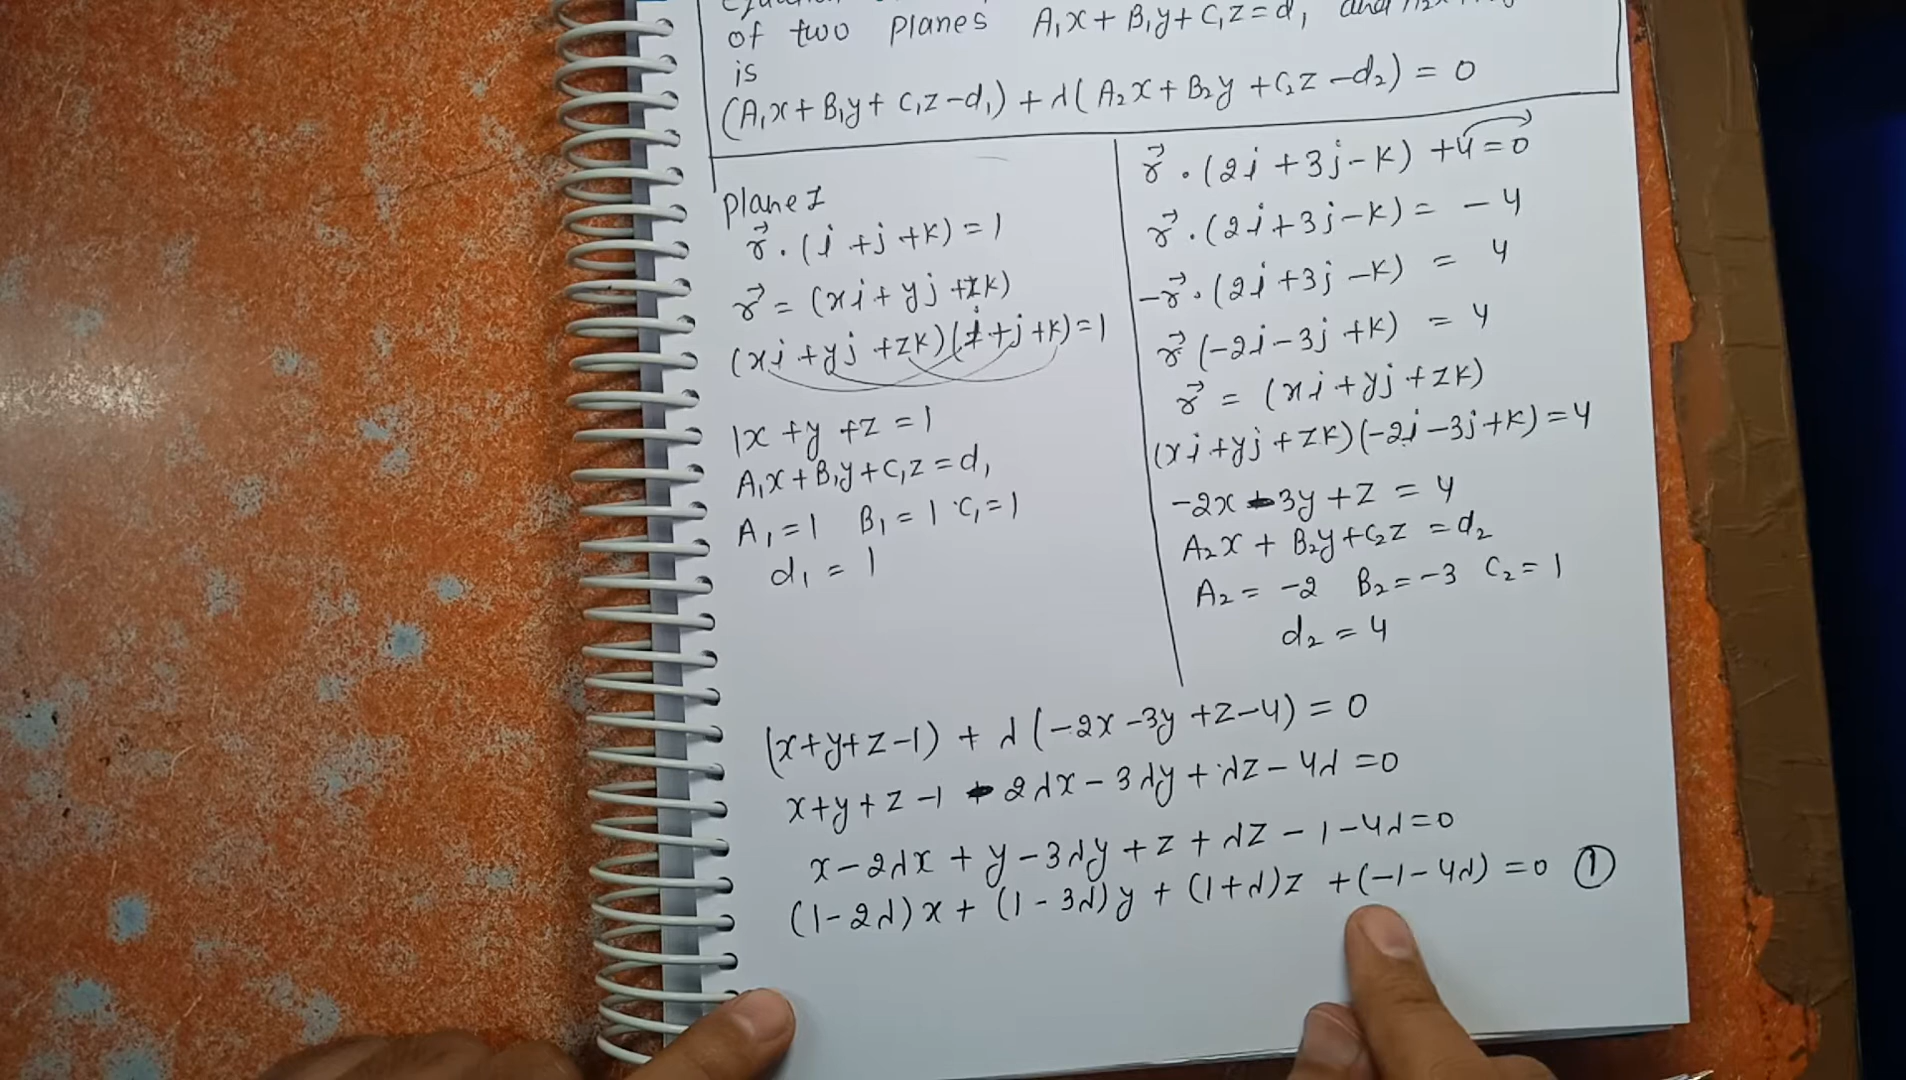 of two planes A₁x + B₁y + C₁z = d₁ and
is
(A₁x + B₁y + C₁z - d₁) + λ(A₂x + B₂y + C₂z - d₂) = 0
Plane I
r⃗ . (i + j + k) = 1
r⃗ = (xi + yj + zk)
(xi + yj + zk)(i + j + k) = 1
1x + y + z = 1
A₁x + B₁y + C₁z = d₁
A₁ = 1 B₁ = 1 C₁ = 1
d₁ = 1
r⃗ . (2i + 3j - k) + 4 = 0
r⃗ . (2i + 3j - k) = - 4
-r⃗ . (2i + 3j - k) = 4
r⃗ (-2i - 3j + k) = 4
r⃗ = (xi + yj + zk)
(xi + yj + zk)(-2i - 3j + k) = 4
-2x - 3y + z = 4
A₂x + B₂y + C₂z = d₂
A₂ = -2 B₂ = -3 C₂ = 1
d₂ = 4
(x + y + z - 1) + λ(-2x - 3y + z - 4) = 0
x + y + z - 1 - 2λx - 3λy + λz - 4λ = 0
x - 2λx + y - 3λy + z + λz - 1 - 4λ = 0
(1 - 2λ)x + (1 - 3λ)y + (1 + λ)z + (-1 - 4λ) = 0 ①